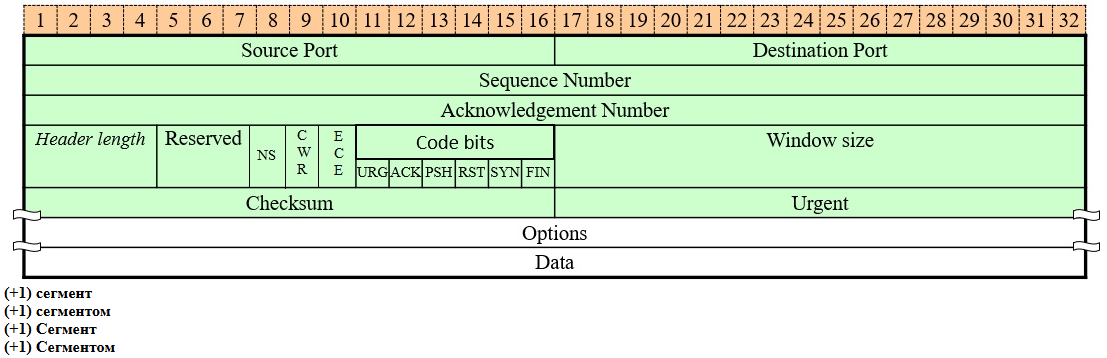 1 2 3 4 5 6 7 8 9 10 11 12 13 14 15 16 17 18 19 20 21 22 23 24 25 26 27 28 29 30 31 32
Source Port Destination Port
Sequence Number
Acknowledgement Number
Header length Reserved NS CWR ECE Code bits Window size
URG ACK PSH RST SYN FIN
Checksum Urgent
Options
Data
(+1) сегмент
(+1) сегментом
(+1) Сегмент
(+1) Сегментом